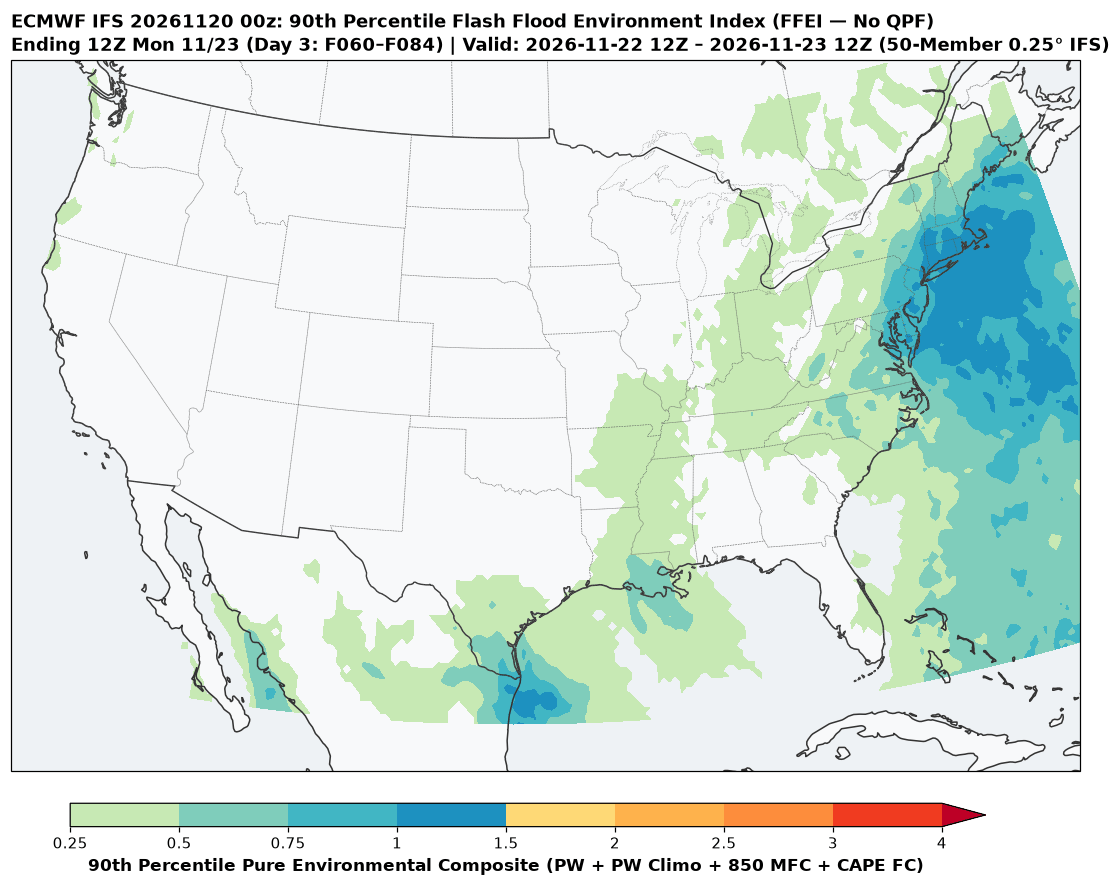 ECMWF IFS 20261120 00z: 90th Percentile Flash Flood Environment Index (FFEI — No QPF)
Ending 12Z Mon 11/23 (Day 3: F060–F084) | Valid: 2026-11-22 12Z – 2026-11-23 12Z (50-Member 0.25° IFS)
0.25 0.5 0.75 1 1.5 2 2.5 3 4
90th Percentile Pure Environmental Composite (PW + PW Climo + 850 MFC + CAPE FC)